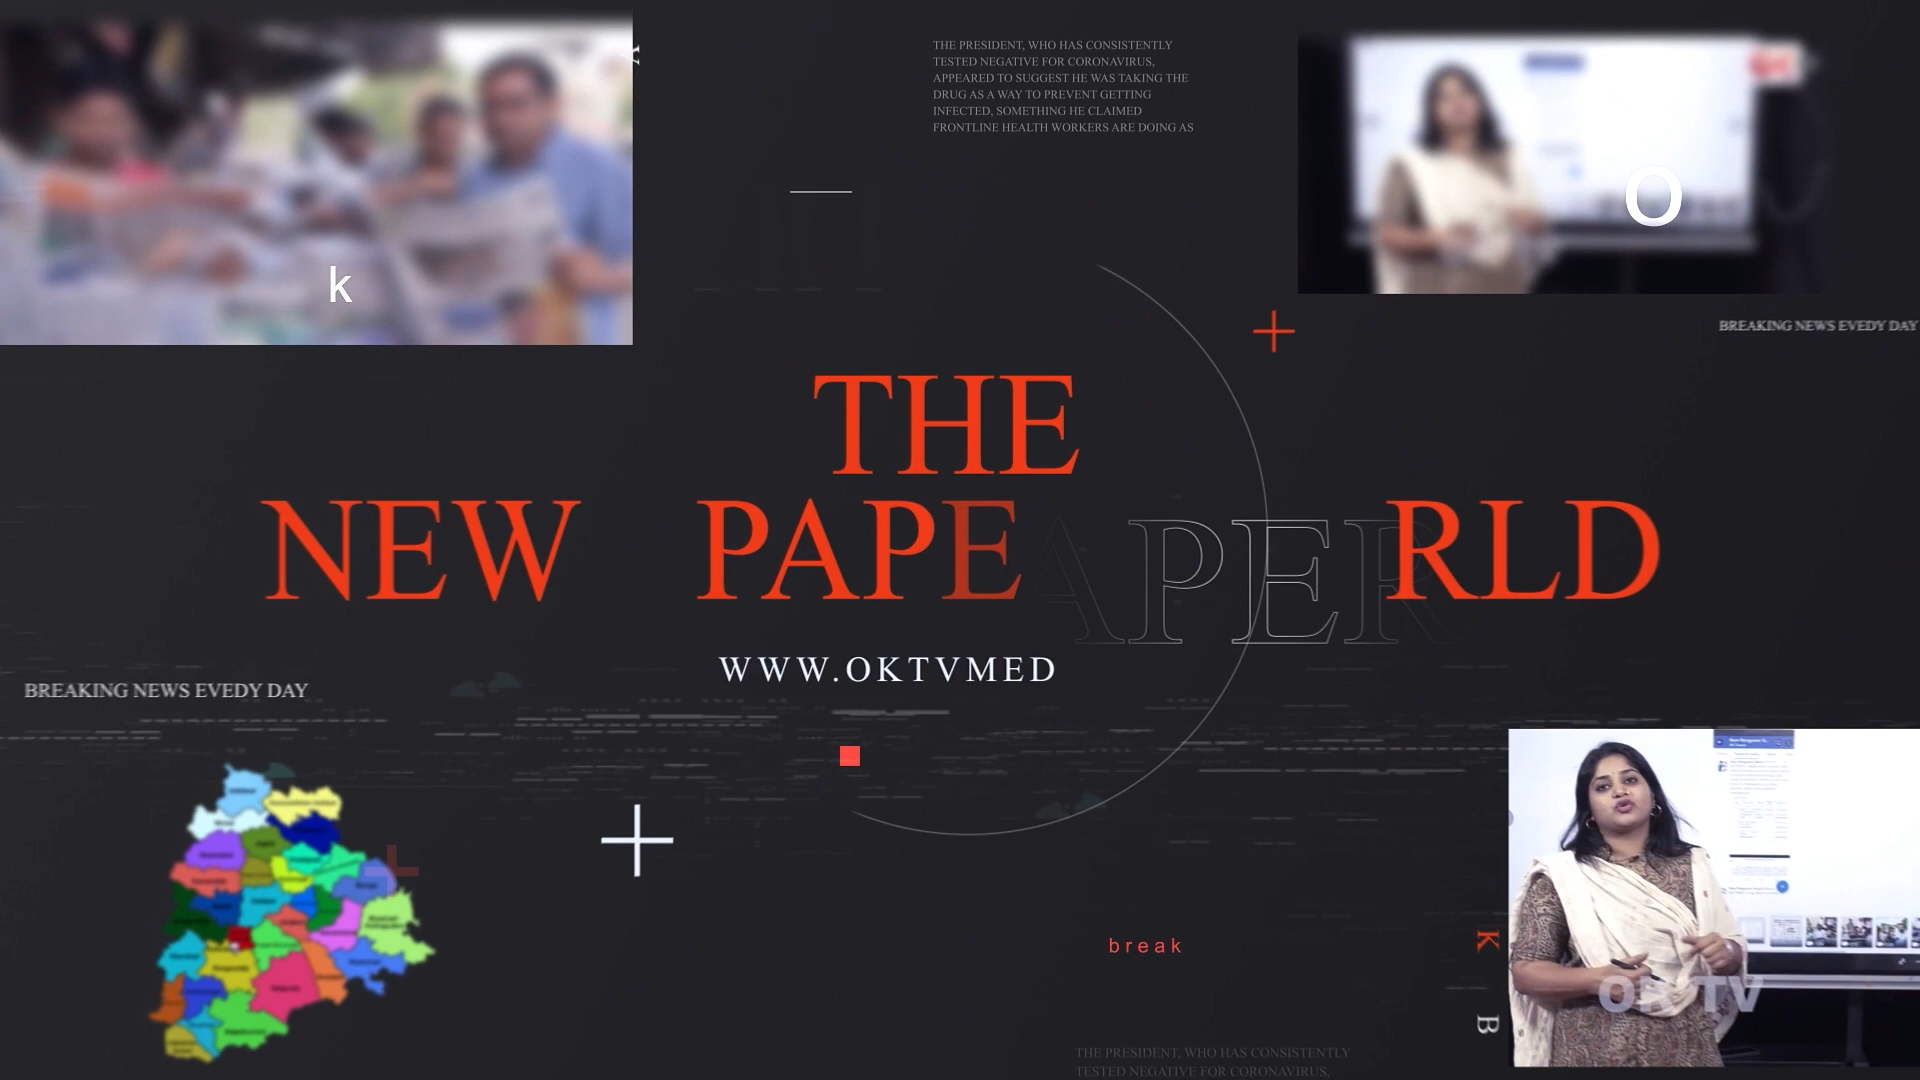 THE PRESIDENT, WHO HAS CONSISTENTLY
TESTED NEGATIVE FOR CORONAVIRUS,
APPEARED TO SUGGEST HE WAS TAKING THE
DRUG AS A WAY TO PREVENT GETTING
INFECTED, SOMETHING HE CLAIMED
FRONTLINE HEALTH WORKERS ARE DOING AS
O
k
BREAKING NEWS EVEDY DAY
THE
NEW PAPE APER RLD
WWW.OKTVMED
BREAKING NEWS EVEDY DAY
break
K
B
OK TV
THE PRESIDENT, WHO HAS CONSISTENTLY
TESTED NEGATIVE FOR CORONAVIRUS,